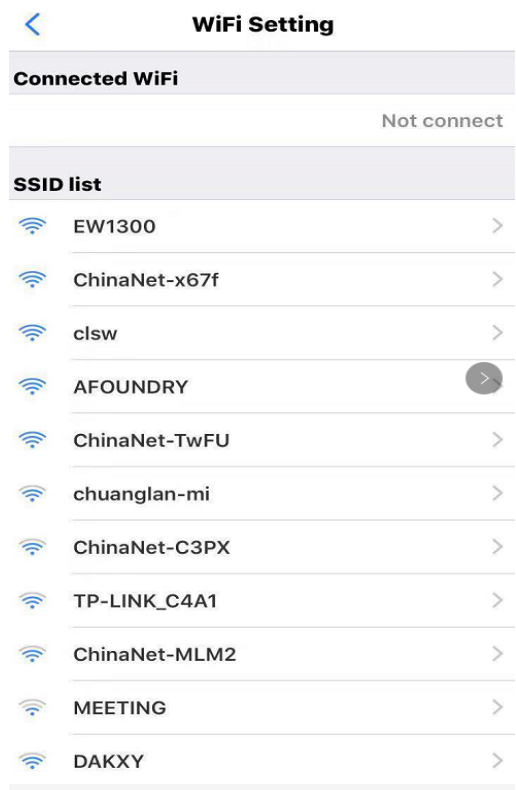 WiFi Setting
Connected WiFi
Not connect
SSID list
EW1300
ChinaNet-x67f
clsw
AFOUNDRY
ChinaNet-TwFU
chuanglan-mi
ChinaNet-C3PX
TP-LINK_C4A1
ChinaNet-MLM2
MEETING
DAKXY